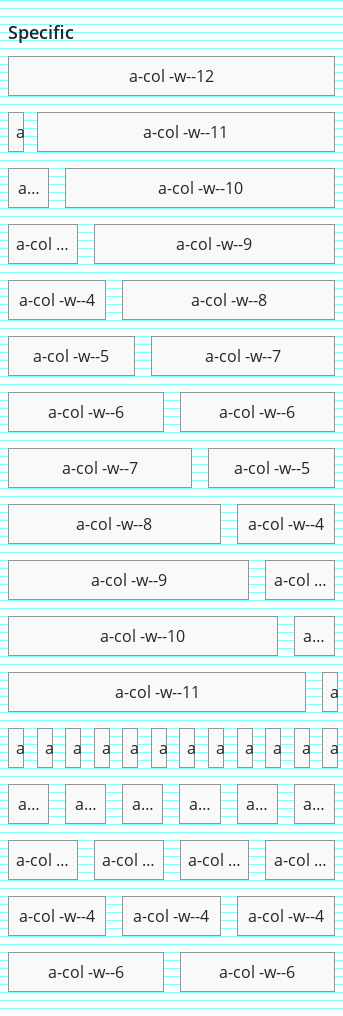 Specific
a-col -w--12
a a-col -w--11
a... a-col -w--10
a-col ... a-col -w--9
a-col -w--4 a-col -w--8
a-col -w--5 a-col -w--7
a-col -w--6 a-col -w--6
a-col -w--7 a-col -w--5
a-col -w--8 a-col -w--4
a-col -w--9 a-col ...
a-col -w--10 a...
a-col -w--11 a
a a a a a a a a a a a a
a... a... a... a... a... a...
a-col ... a-col ... a-col ... a-col ...
a-col -w--4 a-col -w--4 a-col -w--4
a-col -w--6 a-col -w--6